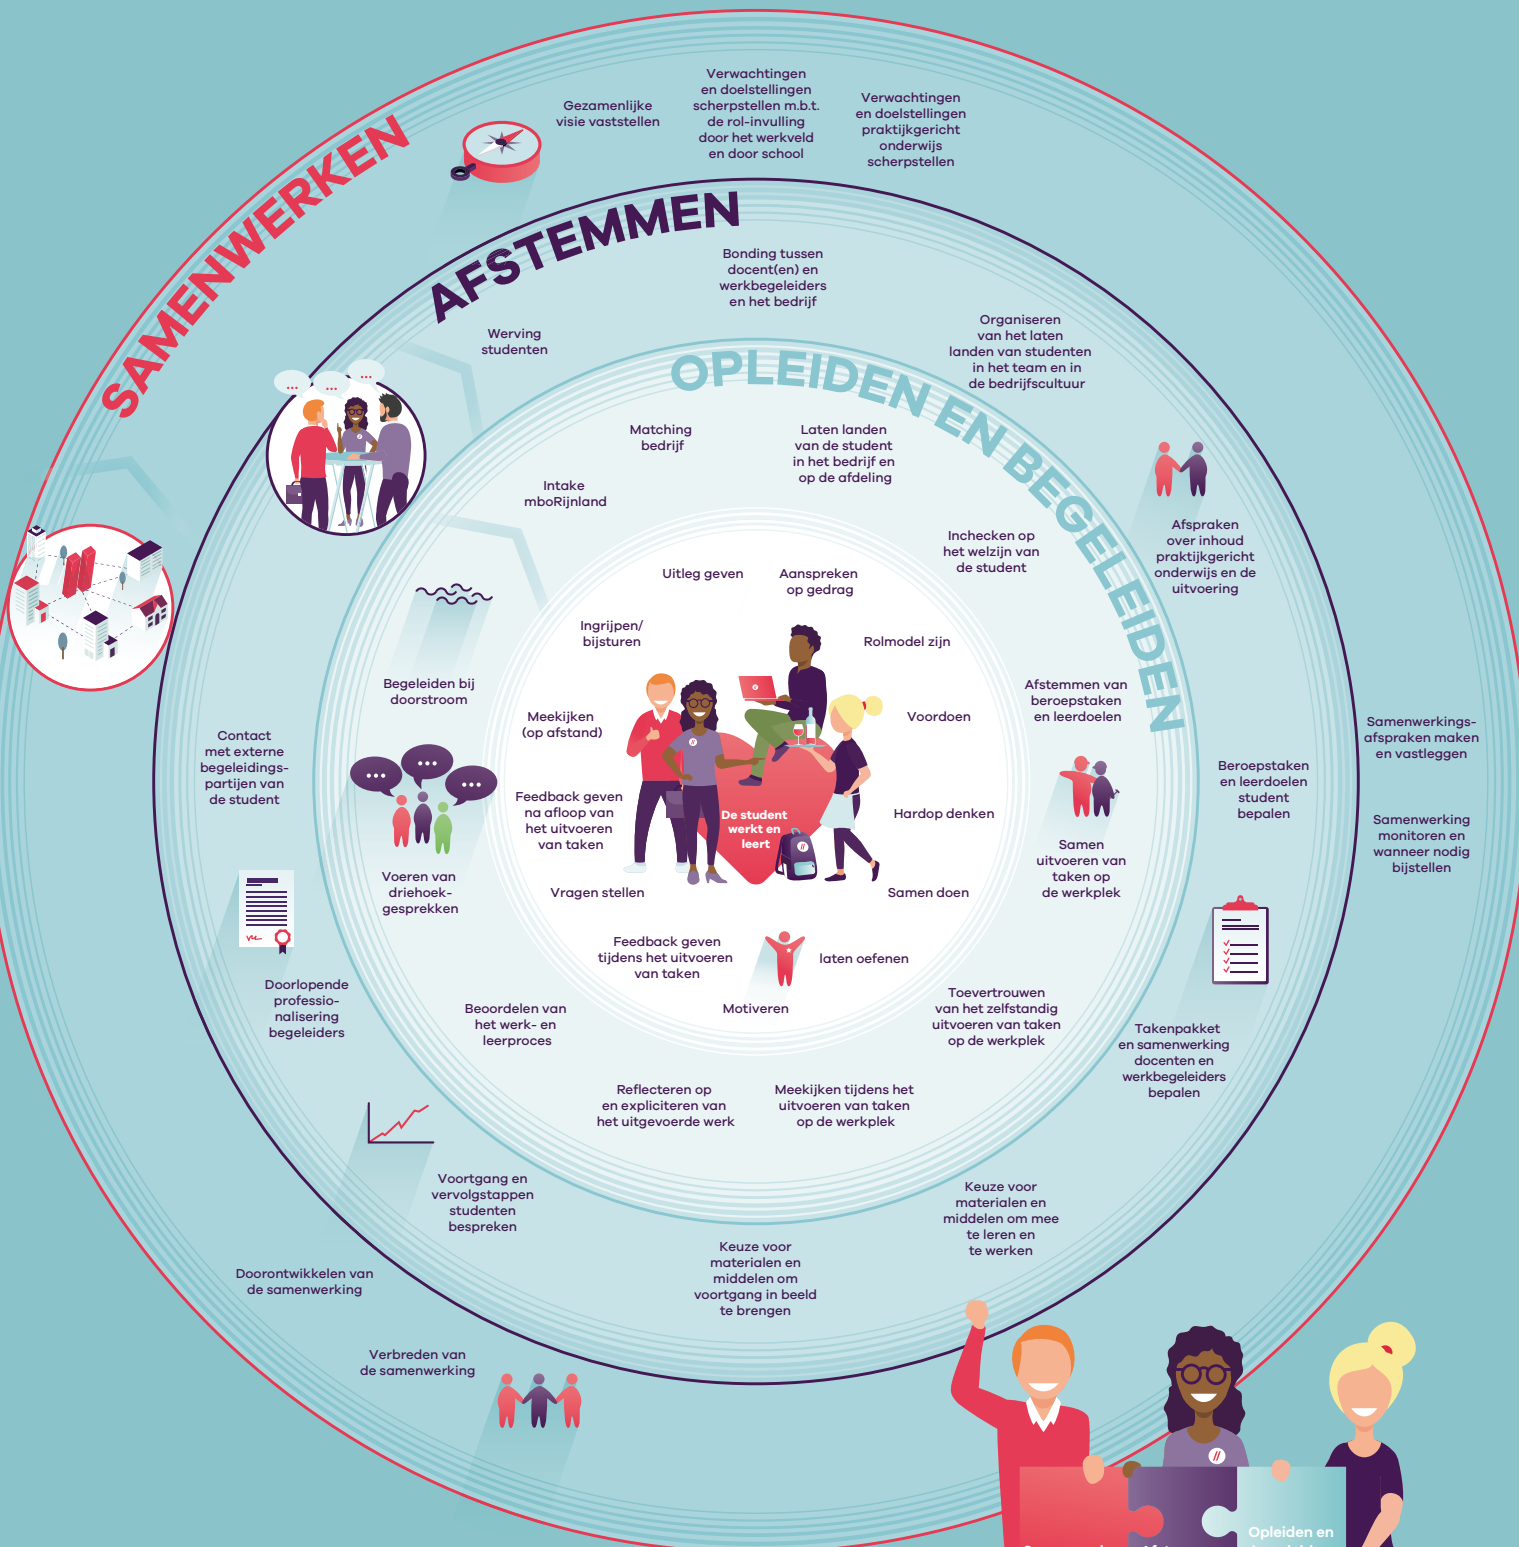 SAMENWERKEN
Gezamenlijke
visie vaststellen
Verwachtingen
en doelstellingen
scherpstellen m.b.t.
de rol-invulling
door het werkveld
en door school
Verwachtingen
en doelstellingen
praktijkgericht
onderwijs
scherpstellen
Samenwerkings-
afspraken maken
en vastleggen
Samenwerking
monitoren en
wanneer nodig
bijstellen
Verbreden van
de samenwerking
Doorontwikkelen van
de samenwerking
AFSTEMMEN
Werving
studenten
Bonding tussen
docent(en) en
werkbegeleiders
en het bedrijf
Organiseren
van het laten
landen van studenten
in het team en in
de bedrijfscultuur
Afspraken
over inhoud
praktijkgericht
onderwijs en de
uitvoering
Beroepstaken
en leerdoelen
student
bepalen
Takenpakket
en samenwerking
docenten en
werkbegeleiders
bepalen
Keuze voor
materialen en
middelen om mee
te leren en
te werken
Keuze voor
materialen en
middelen om
voortgang in beeld
te brengen
Voortgang en
vervolgstappen
studenten
bespreken
Doorlopende
professio-
nalisering
begeleiders
Contact
met externe
begeleidings-
partijen van
de student
OPLEIDEN EN BEGELEIDEN
Intake
mboRijnland
Matching
bedrijf
Laten landen
van de student
in het bedrijf en
op de afdeling
Inchecken op
het welzijn van
de student
Afstemmen van
beroepstaken
en leerdoelen
Samen
uitvoeren van
taken op
de werkplek
Toevertrouwen
van het zelfstandig
uitvoeren van taken
op de werkplek
Meekijken tijdens het
uitvoeren van taken
op de werkplek
Reflecteren op
en expliciteren van
het uitgevoerde werk
Beoordelen van
het werk- en
leerproces
Voeren van
driehoek-
gesprekken
Begeleiden bij
doorstroom
Uitleg geven
Aanspreken
op gedrag
Rolmodel zijn
Voordoen
Hardop denken
Samen doen
laten oefenen
Motiveren
Feedback geven
tijdens het uitvoeren
van taken
Vragen stellen
Feedback geven
na afloop van
het uitvoeren
van taken
Meekijken
(op afstand)
Ingrijpen/
bijsturen
De student
werkt en
leert
Opleiden en